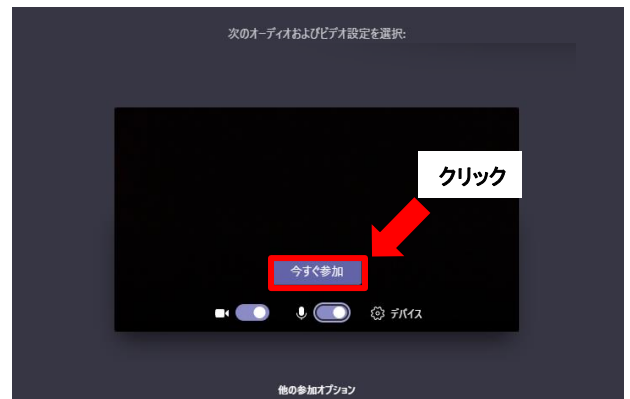 次のオーディオおよびビデオ設定を選択:
クリック
今すぐ参加
デバイス
他の参加オプション